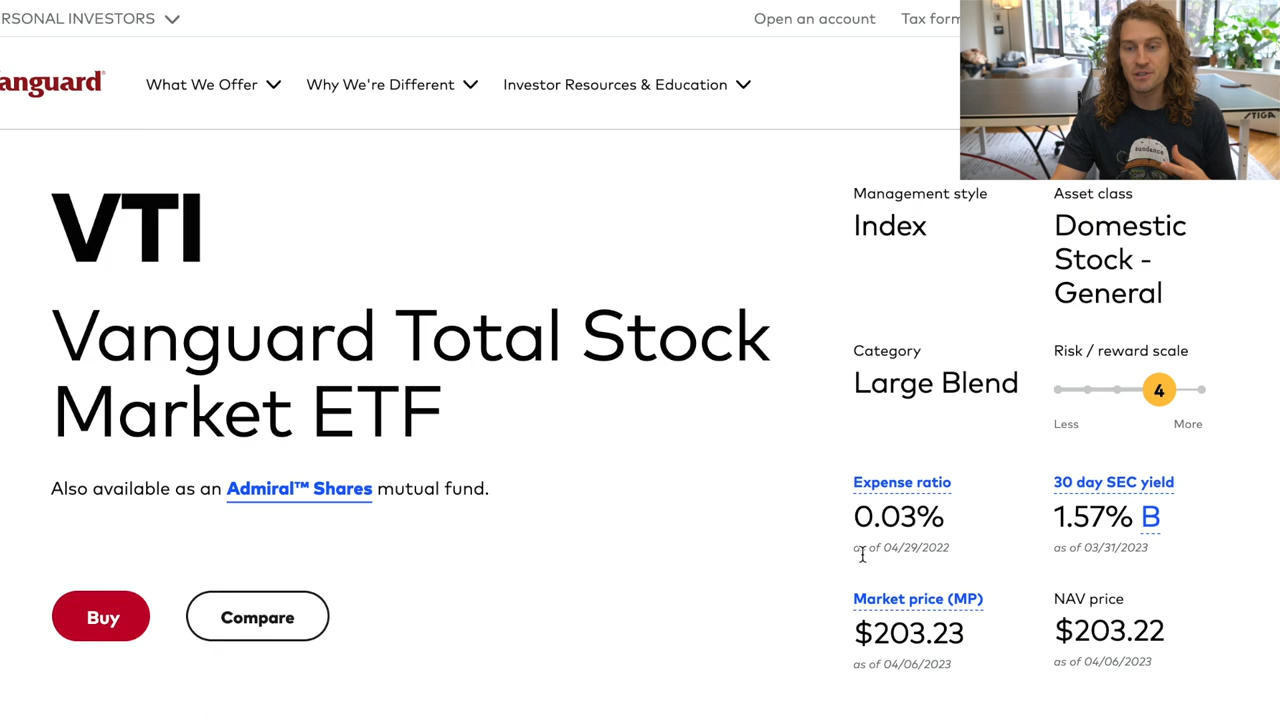 RSONAL INVESTORS
Open an account
Tax form
anguard
What We Offer
Why We're Different
Investor Resources & Education
STIGA
sundance
VTI
Vanguard Total Stock
Market ETF
Also available as an Admiral™ Shares mutual fund.
Buy
Compare
Management style
Index
Asset class
Domestic
Stock -
General
Category
Large Blend
Risk / reward scale
4
Less
More
Expense ratio
0.03%
as of 04/29/2022
30 day SEC yield
1.57% B
as of 03/31/2023
Market price (MP)
$203.23
as of 04/06/2023
NAV price
$203.22
as of 04/06/2023